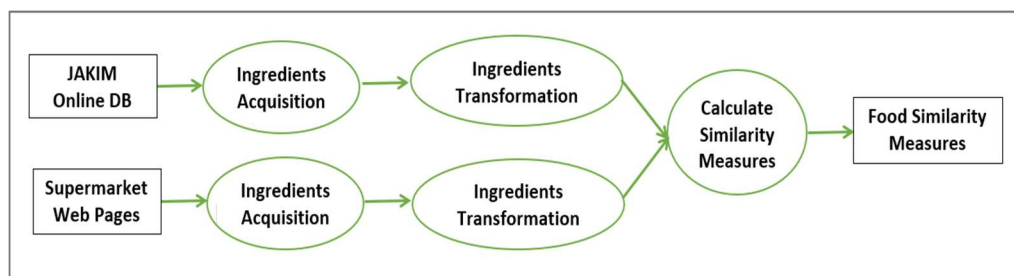 JAKIM
Online DB
Ingredients
Acquisition
Ingredients
Transformation
Supermarket
Web Pages
Ingredients
Acquisition
Ingredients
Transformation
Calculate
Similarity
Measures
Food Similarity
Measures